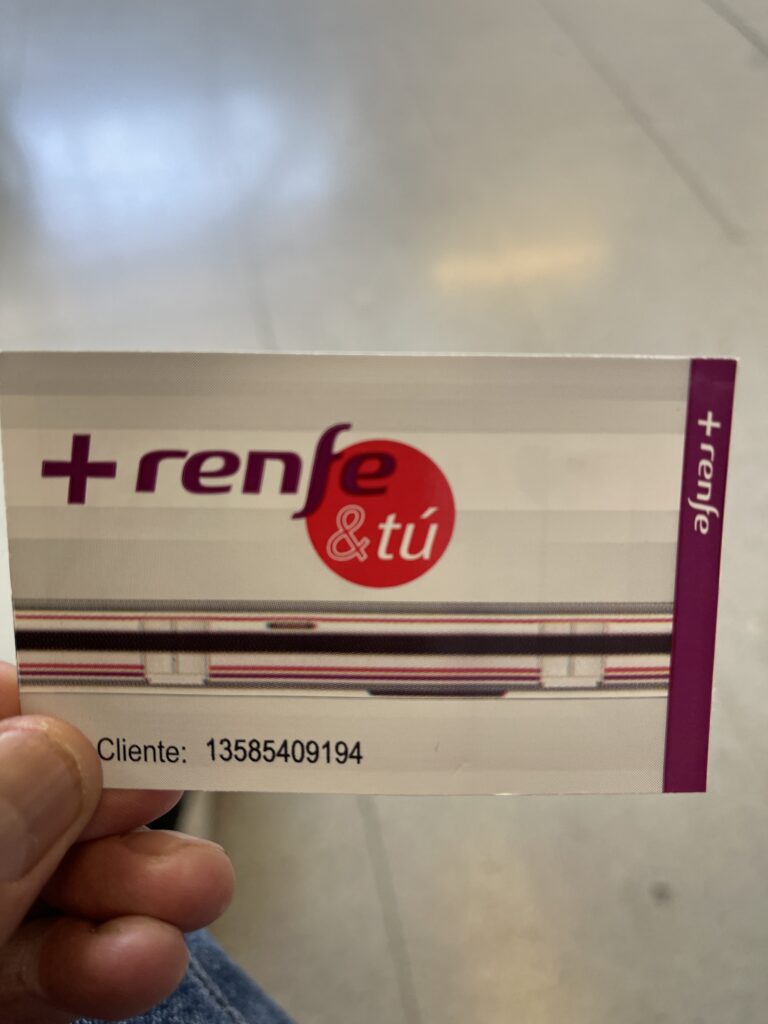 + renfe
&tú
+ renfe
Cliente: 13585409194